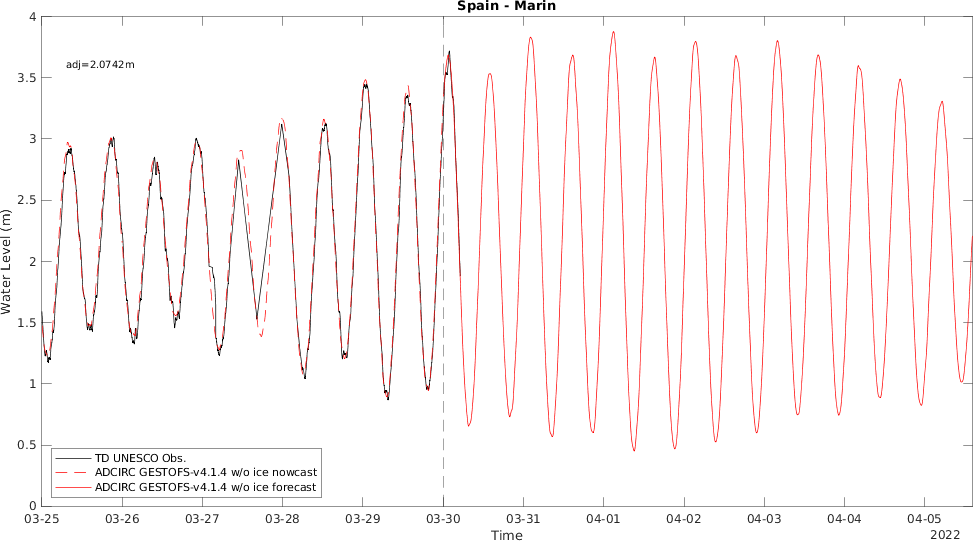 Spain - Marin
4
3.5
3
2.5
2
1.5
1
0.5
0
Water Level (m)
adj=2.0742m
TD UNESCO Obs.
ADCIRC GESTOFS-v4.1.4 w/o ice nowcast
ADCIRC GESTOFS-v4.1.4 w/o ice forecast
03-25 03-26 03-27 03-28 03-29 03-30 03-31 04-01 04-02 04-03 04-04 04-05
Time
2022